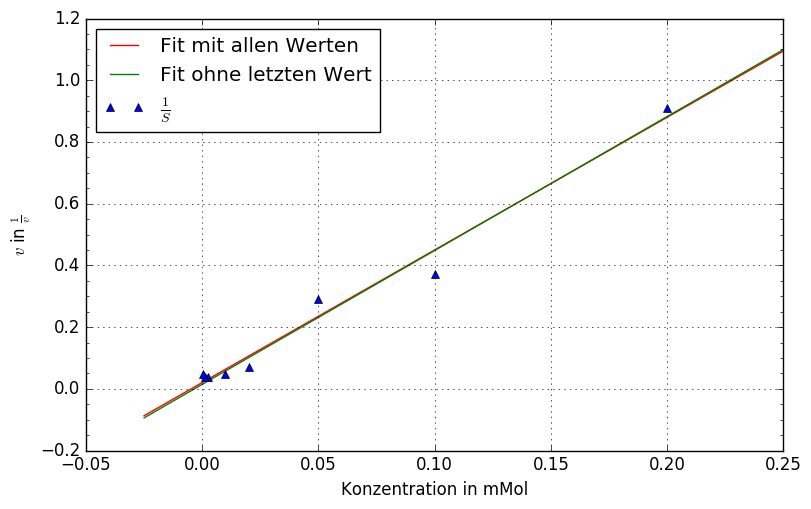 Fit mit allen Werten
Fit ohne letzten Wert
1/S
1.2
1.0
0.8
0.6
0.4
0.2
0.0
−0.2
v in 1/v
−0.05 0.00 0.05 0.10 0.15 0.20 0.25
Konzentration in mMol